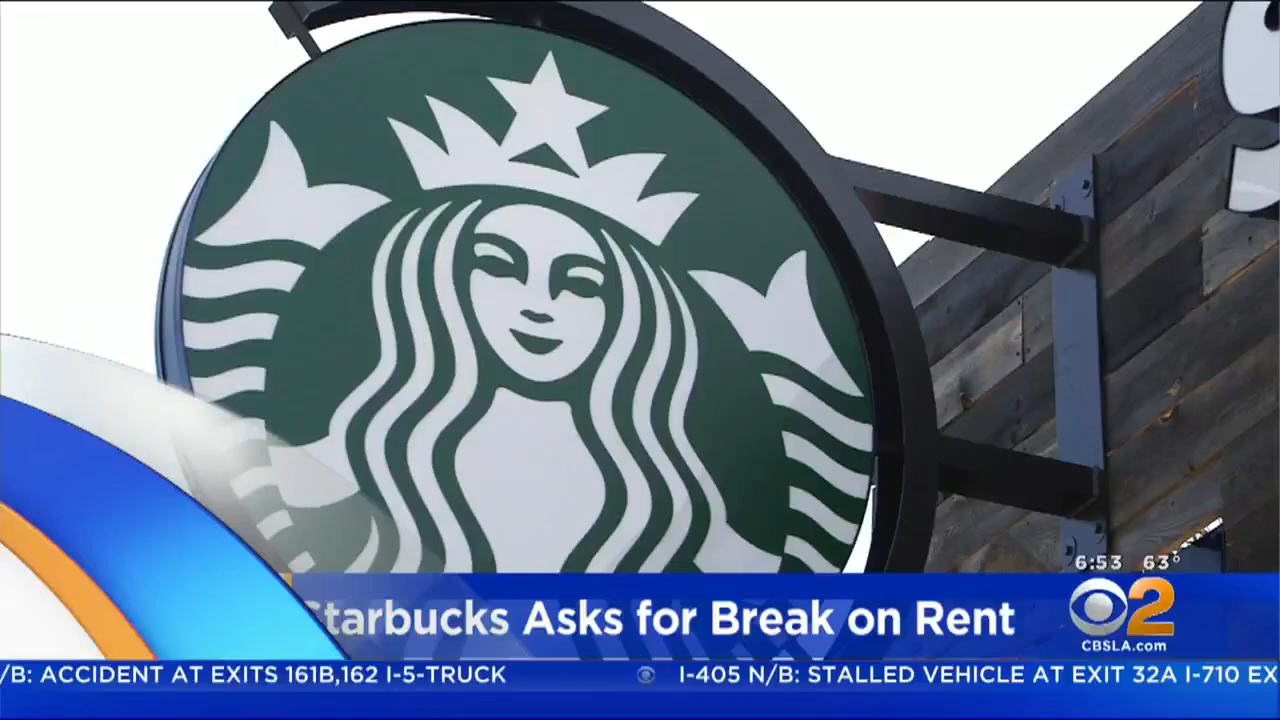 6:53 63°
Starbucks Asks for Break on Rent
2
CBSLA.com
/B: ACCIDENT AT EXITS 161B,162 I-5-TRUCK I-405 N/B: STALLED VEHICLE AT EXIT 32A I-710 EX